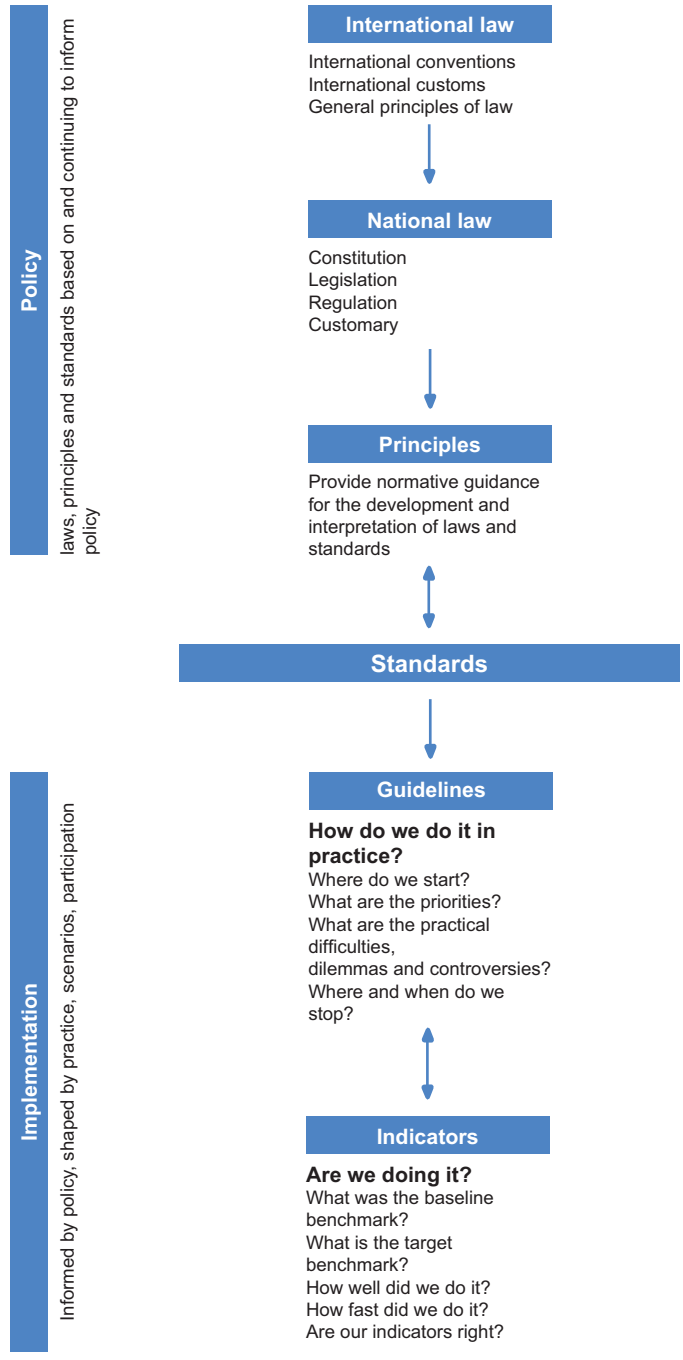 Policy
laws, principles and standards based on and continuing to inform
policy
International law
International conventions
International customs
General principles of law
National law
Constitution
Legislation
Regulation
Customary
Principles
Provide normative guidance
for the development and
interpretation of laws and
standards
Standards
Implementation
Informed by policy, shaped by practice, scenarios, participation
Guidelines
How do we do it in
practice?
Where do we start?
What are the priorities?
What are the practical
difficulties,
dilemmas and controversies?
Where and when do we
stop?
Indicators
Are we doing it?
What was the baseline
benchmark?
What is the target
benchmark?
How well did we do it?
How fast did we do it?
Are our indicators right?